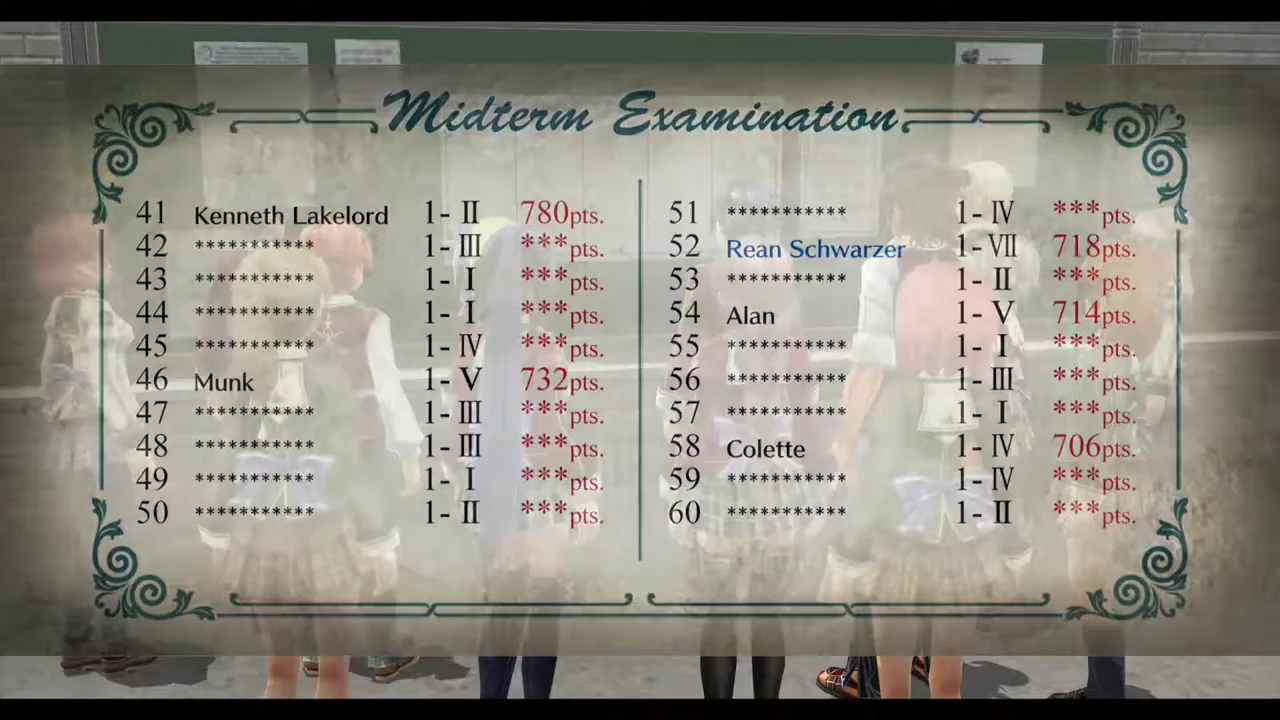 Midterm Examination
41 Kenneth Lakelord 1-Ⅱ 780pts.
42 *********** 1-Ⅲ ***pts.
43 *********** 1-Ⅰ ***pts.
44 *********** 1-Ⅰ ***pts.
45 *********** 1-Ⅳ ***pts.
46 Munk 1-Ⅴ 732pts.
47 *********** 1-Ⅲ ***pts.
48 *********** 1-Ⅲ ***pts.
49 *********** 1-Ⅰ ***pts.
50 *********** 1-Ⅱ ***pts.
51 *********** 1-Ⅳ ***pts.
52 Rean Schwarzer 1-Ⅶ 718pts.
53 *********** 1-Ⅱ ***pts.
54 Alan 1-Ⅴ 714pts.
55 *********** 1-Ⅰ ***pts.
56 *********** 1-Ⅲ ***pts.
57 *********** 1-Ⅰ ***pts.
58 Colette 1-Ⅳ 706pts.
59 *********** 1-Ⅳ ***pts.
60 *********** 1-Ⅱ ***pts.